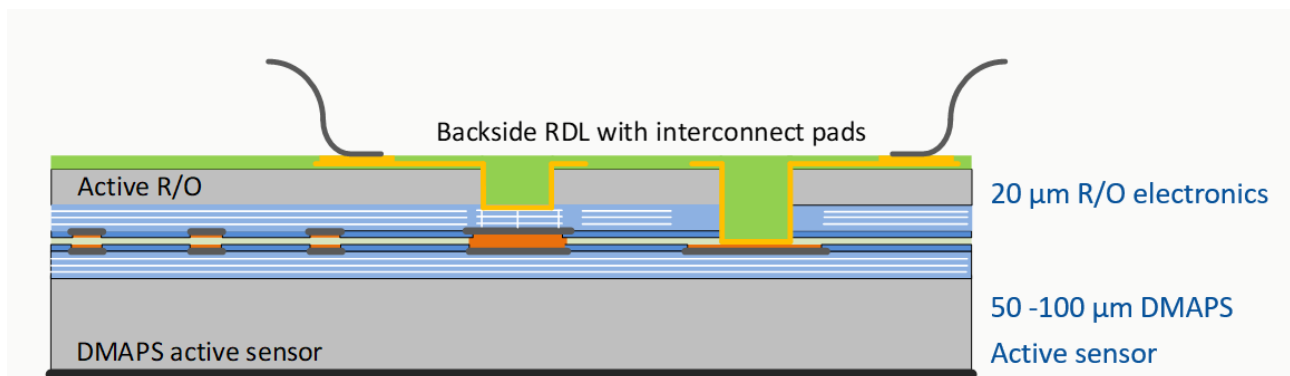 Backside RDL with interconnect pads
Active R/O
20 µm R/O electronics
50 -100 µm DMAPS
Active sensor
DMAPS active sensor